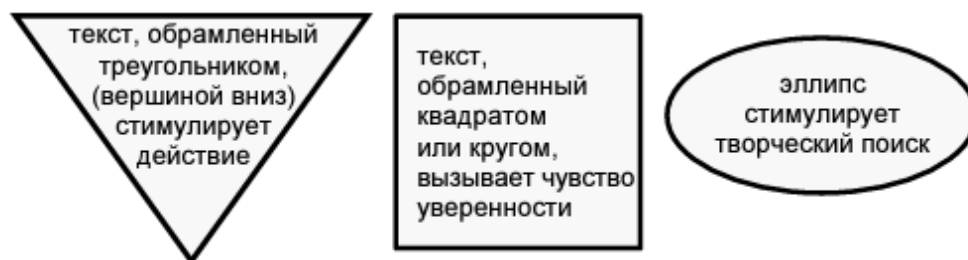 текст, обрамленный
треугольником,
(вершиной вниз)
стимулирует
действие
текст,
обрамленный
квадратом
или кругом,
вызывает чувство
уверенности
эллипс
стимулирует
творческий поиск